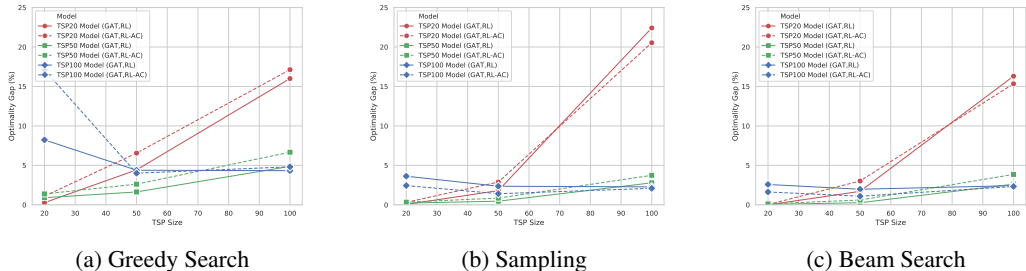 Model
TSP20 Model (GAT,RL)
TSP20 Model (GAT,RL-AC)
TSP50 Model (GAT,RL)
TSP50 Model (GAT,RL-AC)
TSP100 Model (GAT,RL)
TSP100 Model (GAT,RL-AC)
Optimality Gap (%)
25
20
15
10
5
0
20 30 40 50 60 70 80 90 100
TSP Size
(a) Greedy Search
Model
TSP20 Model (GAT,RL)
TSP20 Model (GAT,RL-AC)
TSP50 Model (GAT,RL)
TSP50 Model (GAT,RL-AC)
TSP100 Model (GAT,RL)
TSP100 Model (GAT,RL-AC)
Optimality Gap (%)
25
20
15
10
5
0
20 30 40 50 60 70 80 90 100
TSP Size
(b) Sampling
Model
TSP20 Model (GAT,RL)
TSP20 Model (GAT,RL-AC)
TSP50 Model (GAT,RL)
TSP50 Model (GAT,RL-AC)
TSP100 Model (GAT,RL)
TSP100 Model (GAT,RL-AC)
Optimality Gap (%)
25
20
15
10
5
0
20 30 40 50 60 70 80 90 100
TSP Size
(c) Beam Search